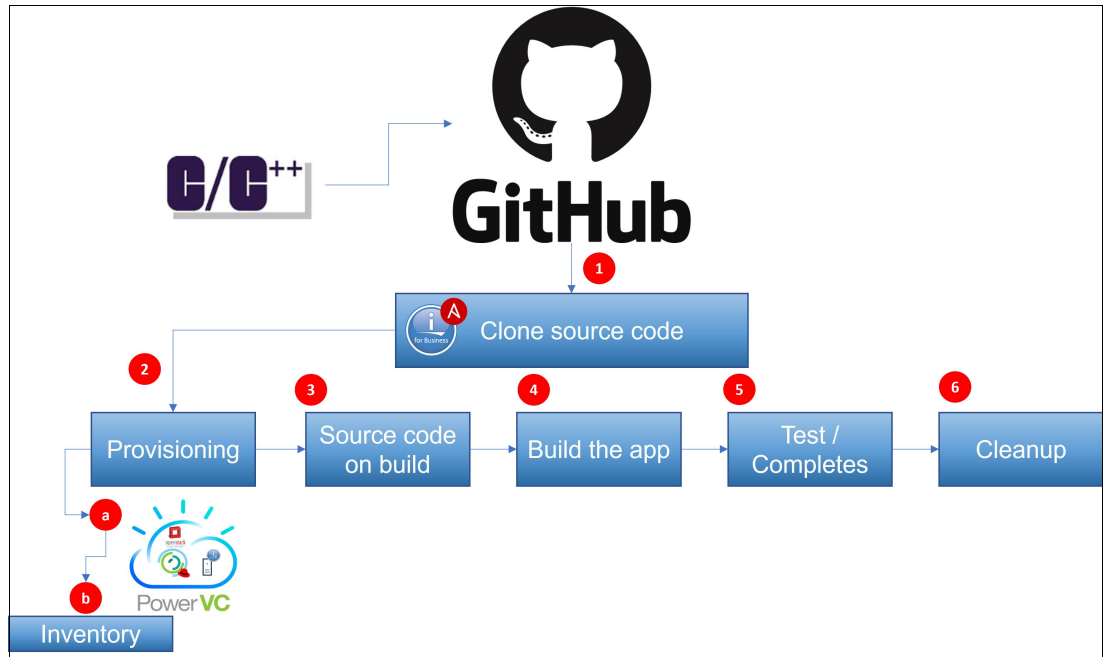 C/C++
GitHub
1
i
for Business
A
Clone source code
2
3
4
5
6
Provisioning
Source code
on build
Build the app
Test /
Completes
Cleanup
a
openstack
PowerVC
b
Inventory